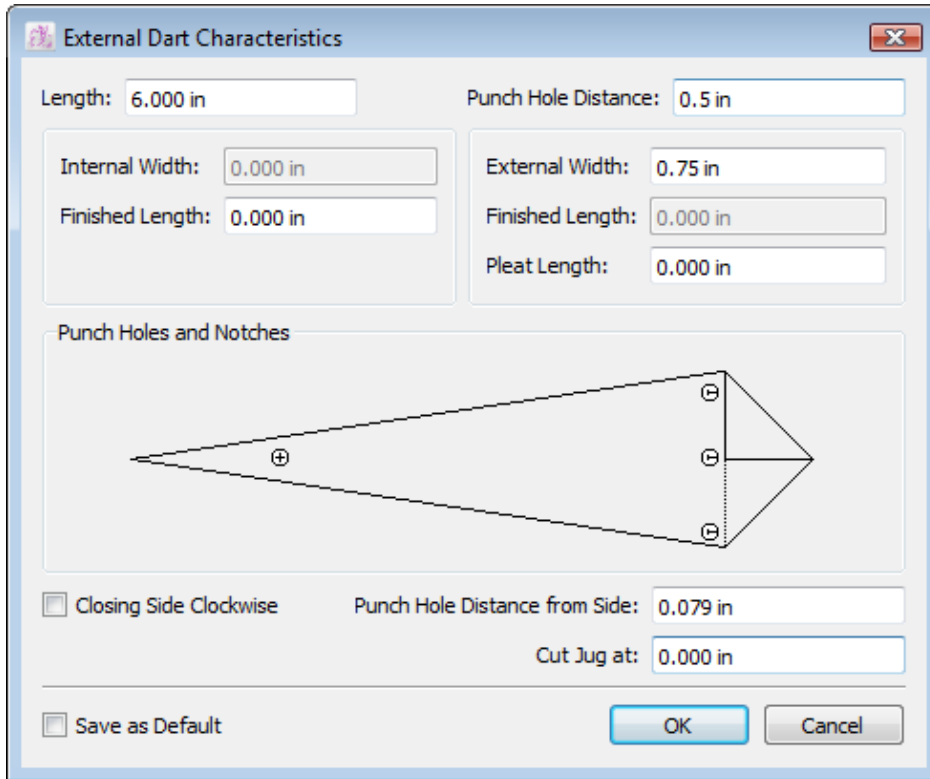 External Dart Characteristics
Length: 6.000 in Punch Hole Distance: 0.5 in
Internal Width: 0.000 in External Width: 0.75 in
Finished Length: 0.000 in Finished Length: 0.000 in
Pleat Length: 0.000 in
Punch Holes and Notches
Closing Side Clockwise Punch Hole Distance from Side: 0.079 in
Cut Jug at: 0.000 in
Save as Default OK Cancel